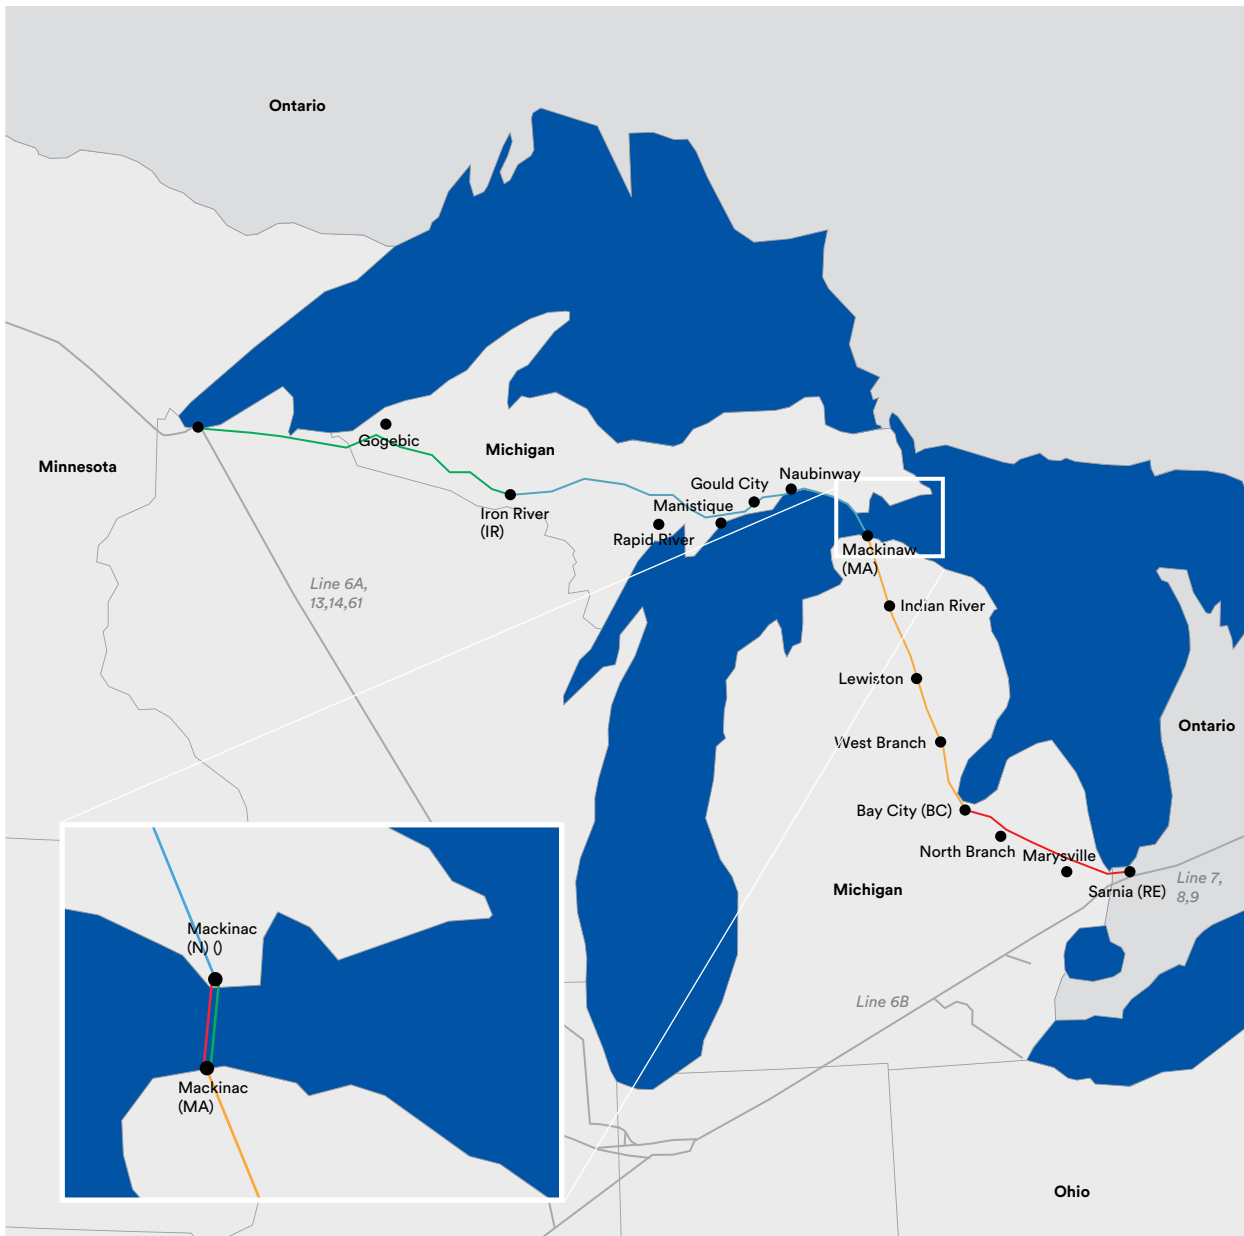 Ontario
Gogebic
Michigan
Minnesota
Naubinway
Gould City
Manistique
Iron River
(IR)
Rapid River
Mackinaw
(MA)
Line 6A,
13,14,61
Indian River
Lewiston
Ontario
West Branch
Bay City (BC)
North Branch
Marysville
Sarnia (RE)
Line 7,
8,9
Michigan
Mackinac
(N) ()
Line 6B
Mackinac
(MA)
Ohio